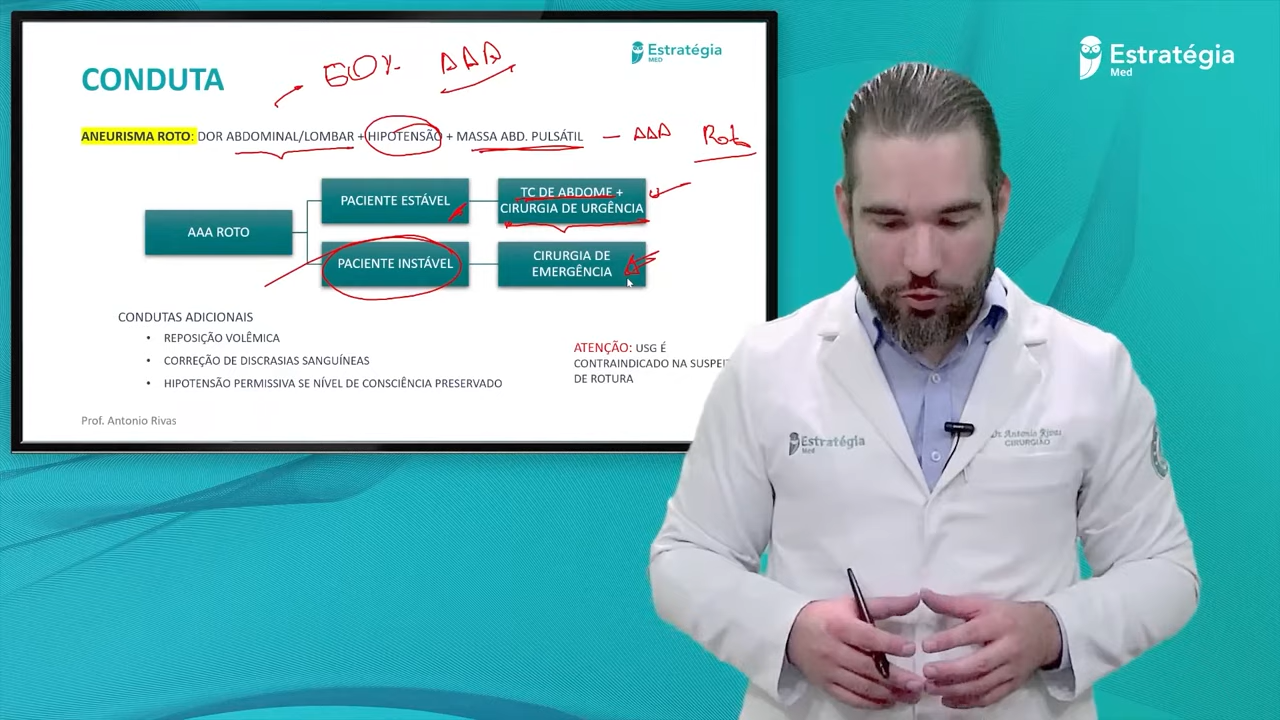 CONDUTA
50% AAA
Estratégia
MED
ANEURISMA ROTO: DOR ABDOMINAL/LOMBAR + HIPOTENSÃO + MASSA ABD. PULSÁTIL — AAA Roto
AAA ROTO
PACIENTE ESTÁVEL
TC DE ABDOME +
CIRURGIA DE URGÊNCIA
PACIENTE INSTÁVEL
CIRURGIA DE
EMERGÊNCIA
CONDUTAS ADICIONAIS
• REPOSIÇÃO VOLÊMICA
• CORREÇÃO DE DISCRASIAS SANGUÍNEAS
• HIPOTENSÃO PERMISSIVA SE NÍVEL DE CONSCIÊNCIA PRESERVADO
ATENÇÃO: USG É
CONTRAINDICADO NA SUSPEI
DE ROTURA
Prof. Antonio Rivas
Estratégia
Med
Estratégia
Med
Dr. Antonio Rivas
CIRURGIÃO